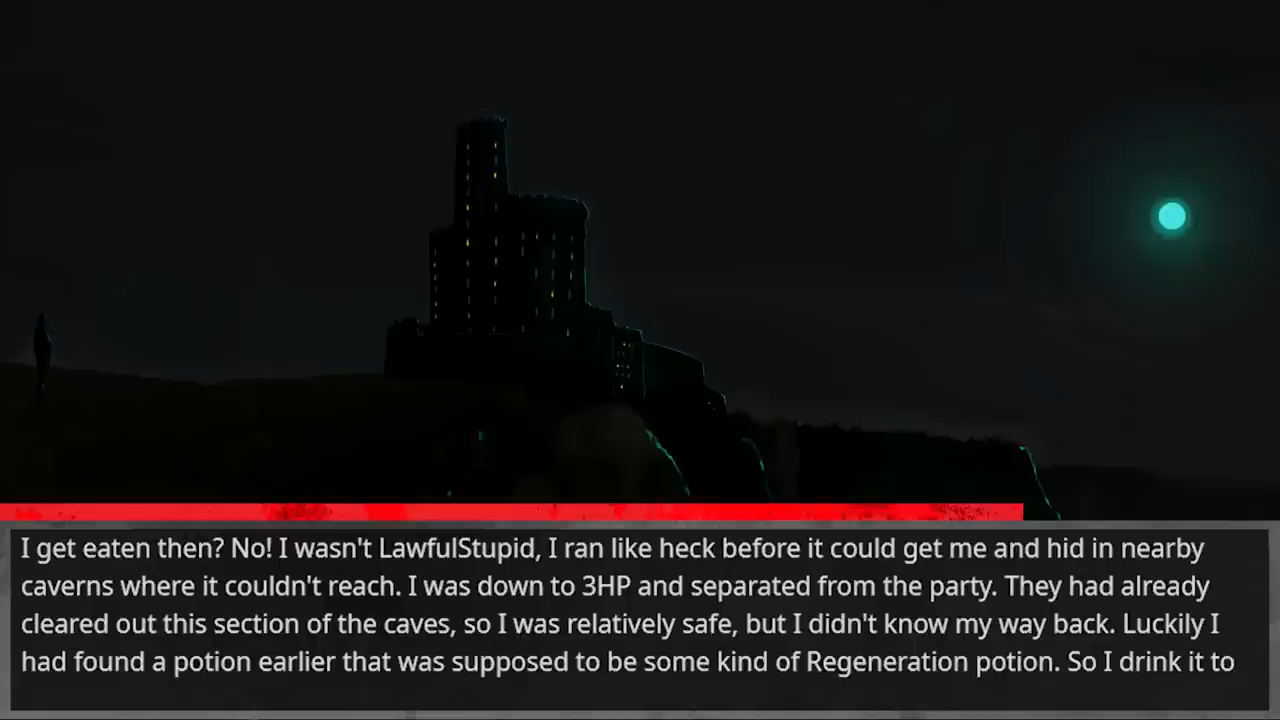 I get eaten then? No! I wasn't LawfulStupid, I ran like heck before it could get me and hid in nearby
caverns where it couldn't reach. I was down to 3HP and separated from the party. They had already
cleared out this section of the caves, so I was relatively safe, but I didn't know my way back. Luckily I
had found a potion earlier that was supposed to be some kind of Regeneration potion. So I drink it to